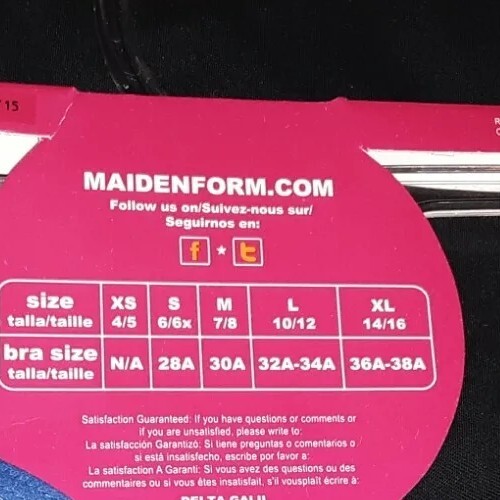 15
MAIDENFORM.COM
Follow us on/Suivez-nous sur/
Seguirnos en:
f ★ t
size XS S M L XL
talla/taille 4/5 6/6x 7/8 10/12 14/16
bra size N/A 28A 30A 32A-34A 36A-38A
talla/taille
Satisfaction Guaranteed: If you have questions or comments or
if you are unsatisfied, please write to:
La satisfacción Garantizó: Si tiene preguntas o comentarios o
si está insatisfecho, escribe por favor a:
La satisfaction A Garanti: Si vous avez des questions ou des
commentaires ou si vous êtes insatisfait, s'il vousplaît écrire à:
DELTA GALIL